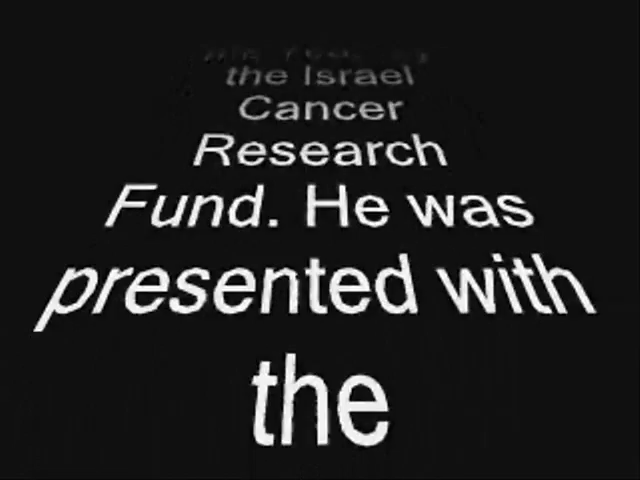 the Israel
Cancer
Research
Fund. He was
presented with
the